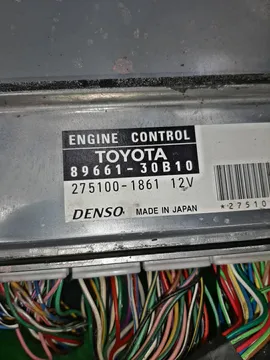 ENGINE CONTROL
TOYOTA
89661-30B10
275100-1861 12V
DENSO MADE IN JAPAN
*27510